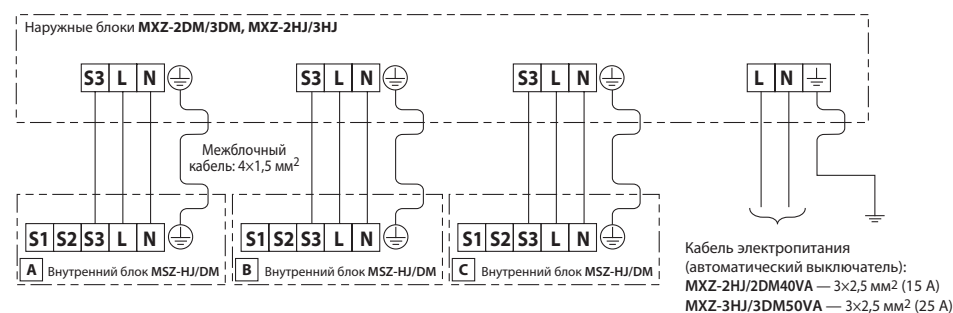 Наружные блоки MXZ-2DM/3DM, MXZ-2HJ/3HJ
S3 L N
S3 L N
S3 L N
L N
Межблочный
кабель: 4×1,5 мм²
S1 S2 S3 L N
S1 S2 S3 L N
S1 S2 S3 L N
A Внутренний блок MSZ-HJ/DM
B Внутренний блок MSZ-HJ/DM
C Внутренний блок MSZ-HJ/DM
Кабель электропитания
(автоматический выключатель):
MXZ-2HJ/2DM40VA — 3×2,5 мм² (15 А)
MXZ-3HJ/3DM50VA — 3×2,5 мм² (25 А)